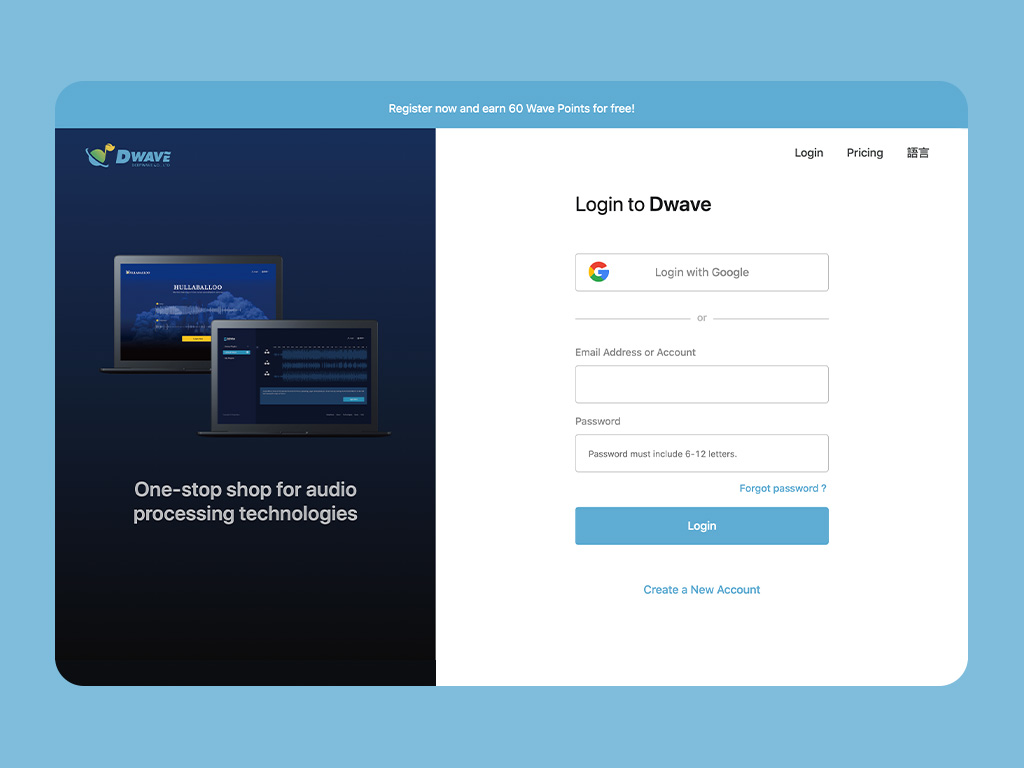 Register now and earn 60 Wave Points for free!
DWAVE
Login
Pricing
語言
Login to Dwave
Login with Google
or
Email Address or Account
Password
Password must include 6-12 letters.
Forgot password ?
Login
Create a New Account
HULLABALLOO
HULLABALLOO
One-stop shop for audio
processing technologies